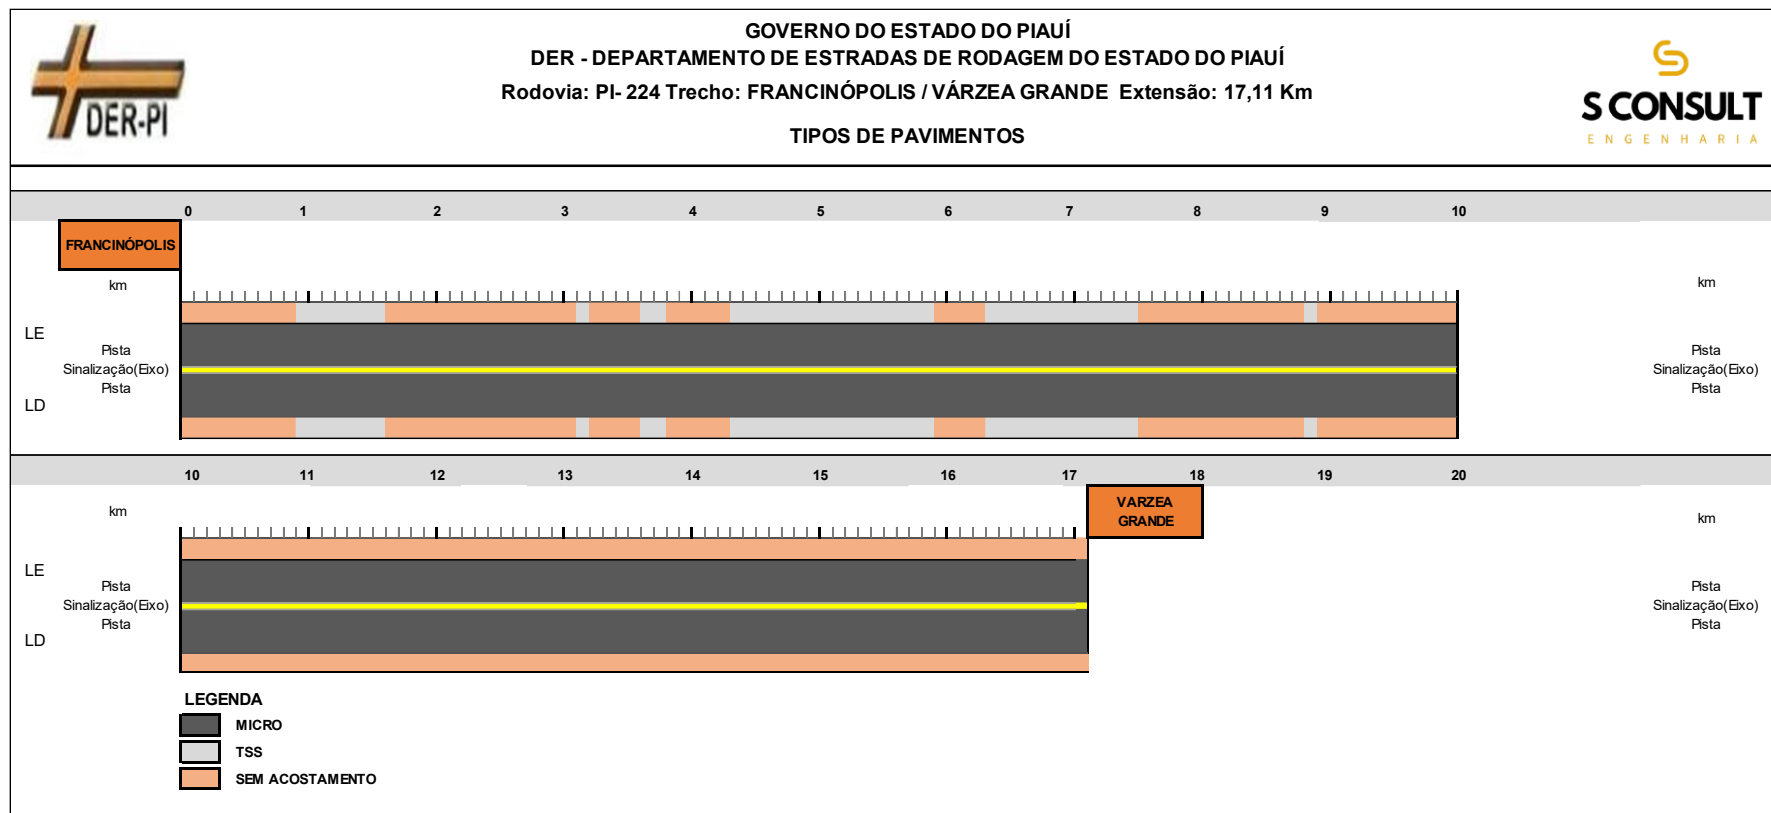 GOVERNO DO ESTADO DO PIAUÍ
DER - DEPARTAMENTO DE ESTRADAS DE RODAGEM DO ESTADO DO PIAUÍ
Rodovia: PI- 224 Trecho: FRANCINÓPOLIS / VÁRZEA GRANDE Extensão: 17,11 Km
TIPOS DE PAVIMENTOS
DER-PI
S CONSULT
ENGENHARIA
0 1 2 3 4 5 6 7 8 9 10
FRANCINÓPOLIS
km km
LE
Pista Pista
Sinalização(Eixo) Sinalização(Eixo)
Pista Pista
LD
10 11 12 13 14 15 16 17 18 19 20
VARZEA
GRANDE
km km
LE
Pista Pista
Sinalização(Eixo) Sinalização(Eixo)
Pista Pista
LD
LEGENDA
MICRO
TSS
SEM ACOSTAMENTO